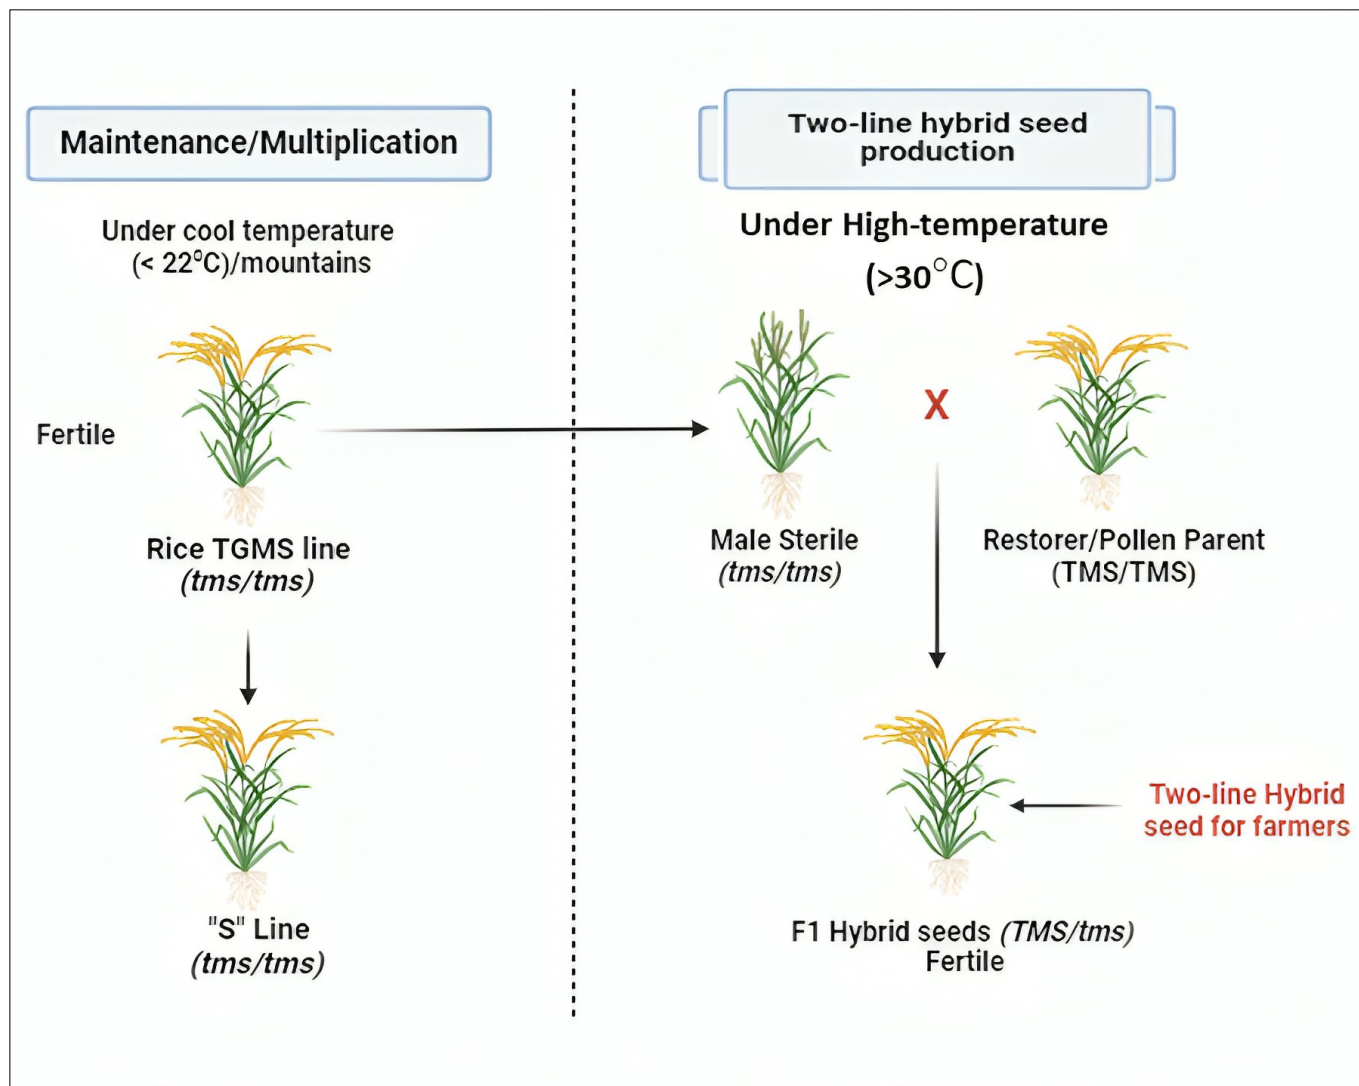 Maintenance/Multiplication
Under cool temperature
(< 22⁰C)/mountains
Fertile
Rice TGMS line
(tms/tms)
"S" Line
(tms/tms)
Two-line hybrid seed
production
Under High-temperature
(>30°C)
X
Male Sterile
(tms/tms)
Restorer/Pollen Parent
(TMS/TMS)
Two-line Hybrid
seed for farmers
F1 Hybrid seeds (TMS/tms)
Fertile